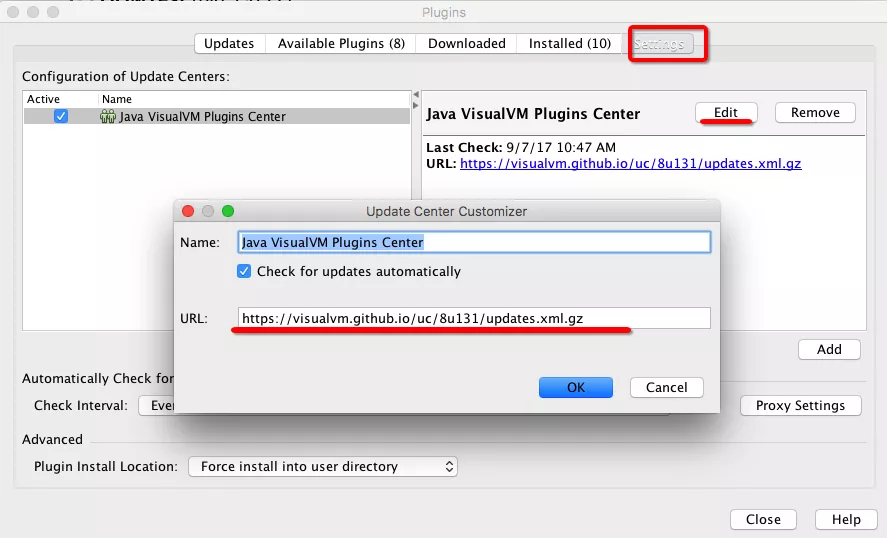 Plugins
Updates Available Plugins (8) Downloaded Installed (10) Settings
Configuration of Update Centers:
Active Name
Java VisualVM Plugins Center
Java VisualVM Plugins Center Edit Remove
Last Check: 9/7/17 10:47 AM
URL: https://visualvm.github.io/uc/8u131/updates.xml.gz
Update Center Customizer
Name: Java VisualVM Plugins Center
Check for updates automatically
URL: https://visualvm.github.io/uc/8u131/updates.xml.gz
OK Cancel
Add
Automatically Check for
Check Interval: Proxy Settings
Advanced
Plugin Install Location: Force install into user directory
Close Help